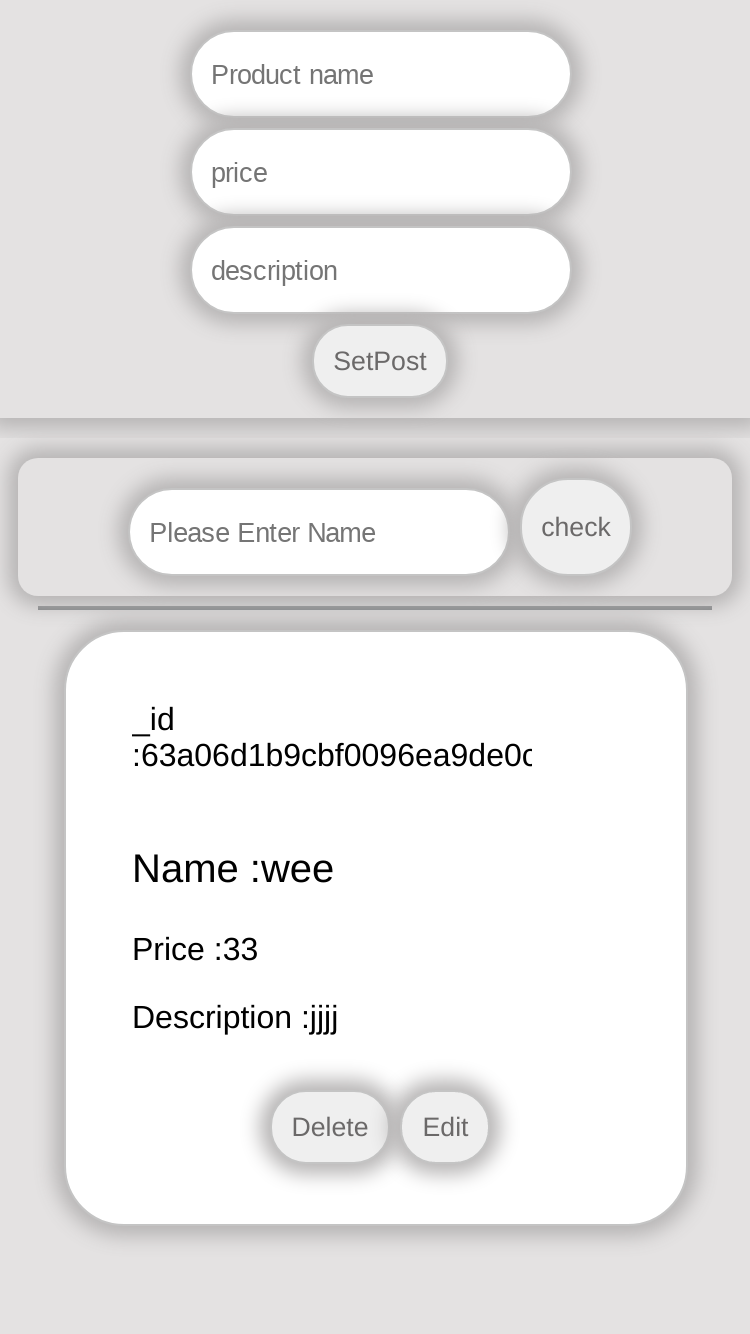 Product name
price
description
SetPost
Please Enter Name
check
_id
:63a06d1b9cbf0096ea9de0c
Name :wee
Price :33
Description :jjjj
Delete
Edit